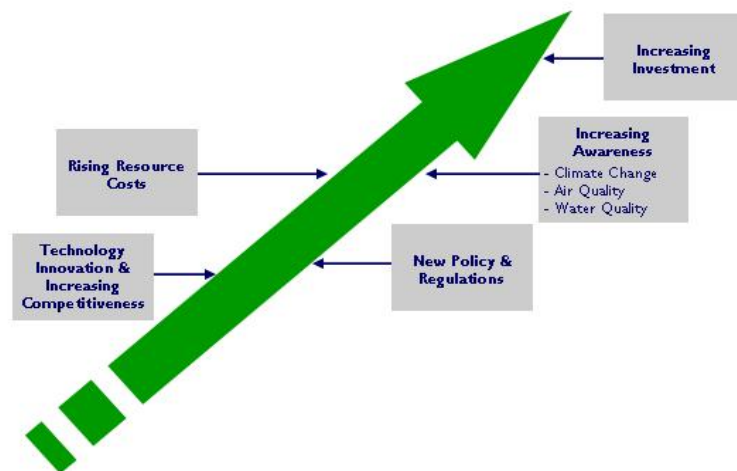 Increasing
Investment
Rising Resource
Costs
Increasing
Awareness
- Climate Change
- Air Quality
- Water Quality
Technology
Innovation &
Increasing
Competitiveness
New Policy &
Regulations